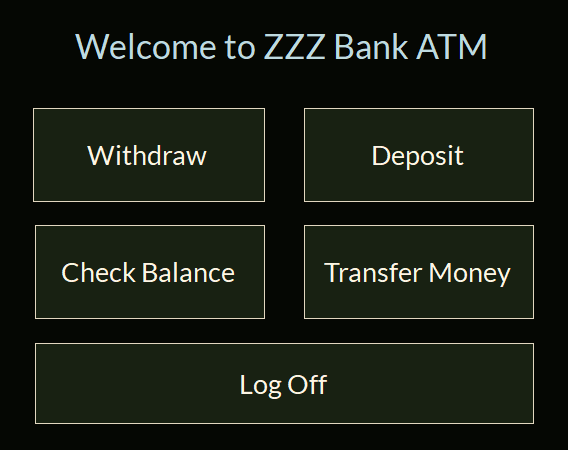 Welcome to ZZZ Bank ATM
Withdraw
Deposit
Check Balance
Transfer Money
Log Off